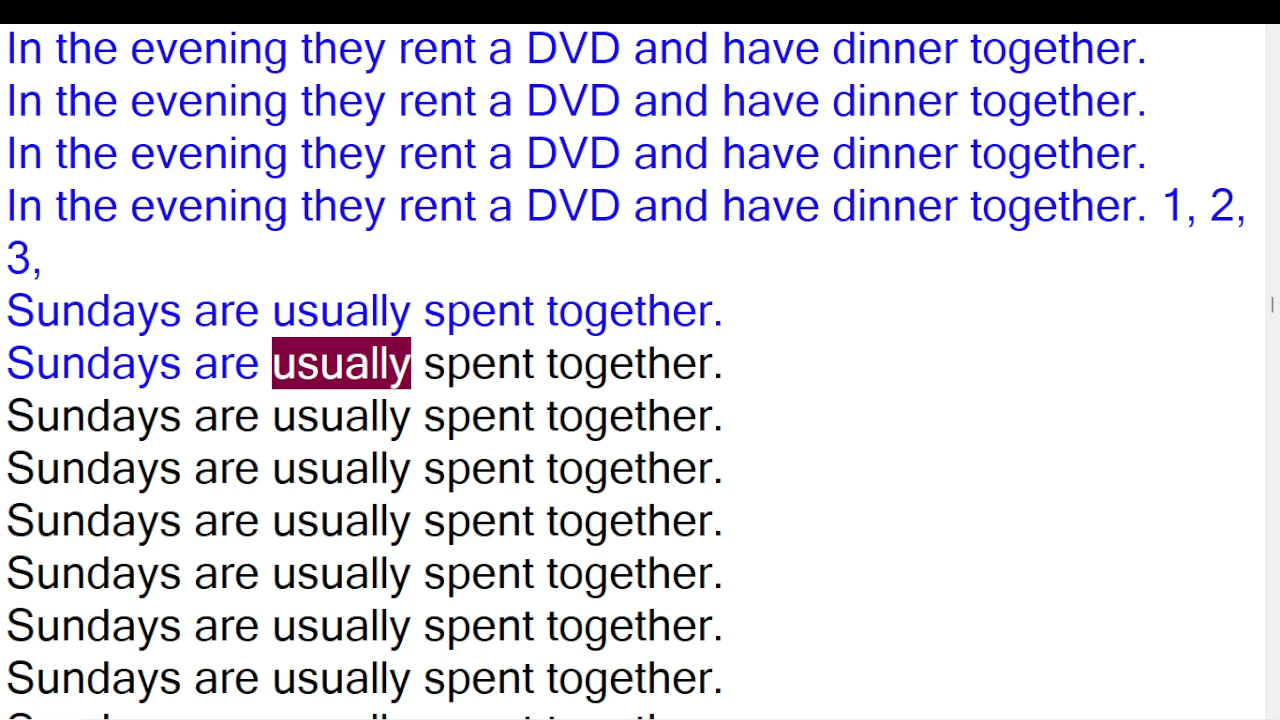 In the evening they rent a DVD and have dinner together.
In the evening they rent a DVD and have dinner together.
In the evening they rent a DVD and have dinner together.
In the evening they rent a DVD and have dinner together. 1, 2,
3,
Sundays are usually spent together.
Sundays are usually spent together.
Sundays are usually spent together.
Sundays are usually spent together.
Sundays are usually spent together.
Sundays are usually spent together.
Sundays are usually spent together.
Sundays are usually spent together.